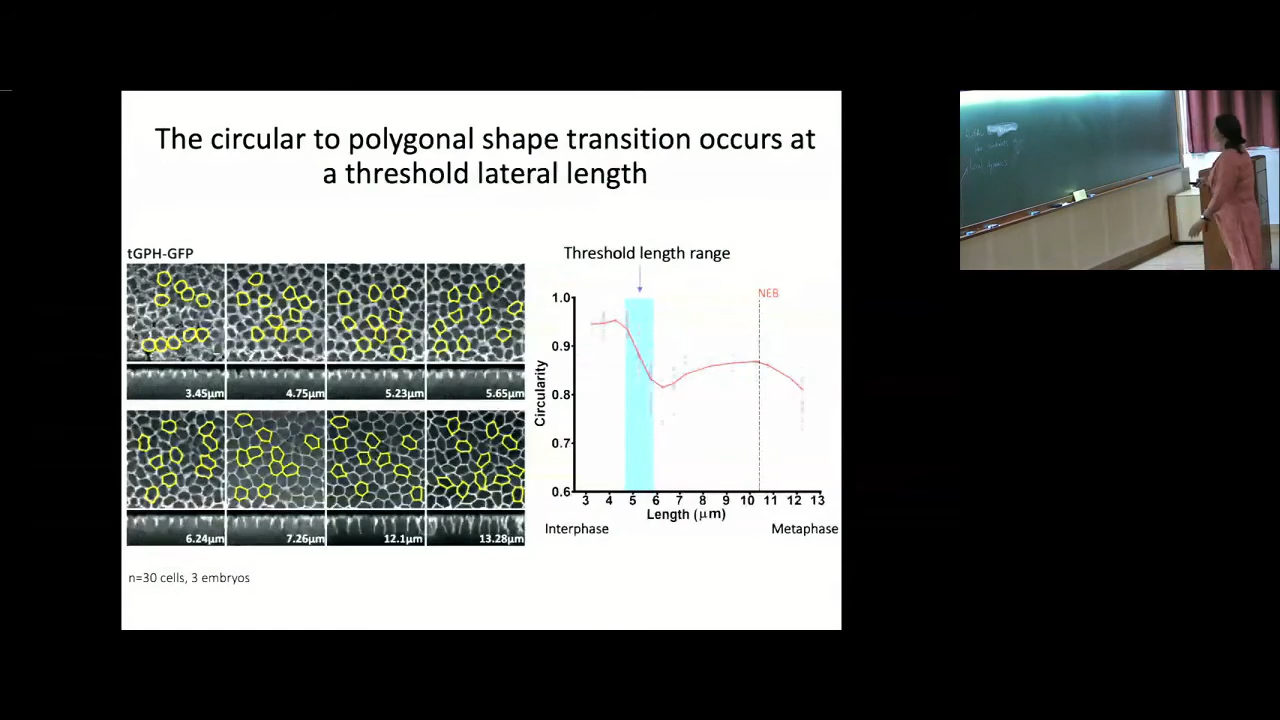 The circular to polygonal shape transition occurs at
a threshold lateral length
tGPH-GFP
3.45µm
4.75µm
5.23µm
5.65µm
6.24µm
7.26µm
12.1µm
13.28µm
n=30 cells, 3 embryos
Threshold length range
NEB
1.0
0.9
0.8
0.7
0.6
Circularity
3 4 5 6 7 8 9 10 11 12 13
Length (µm)
Interphase
Metaphase